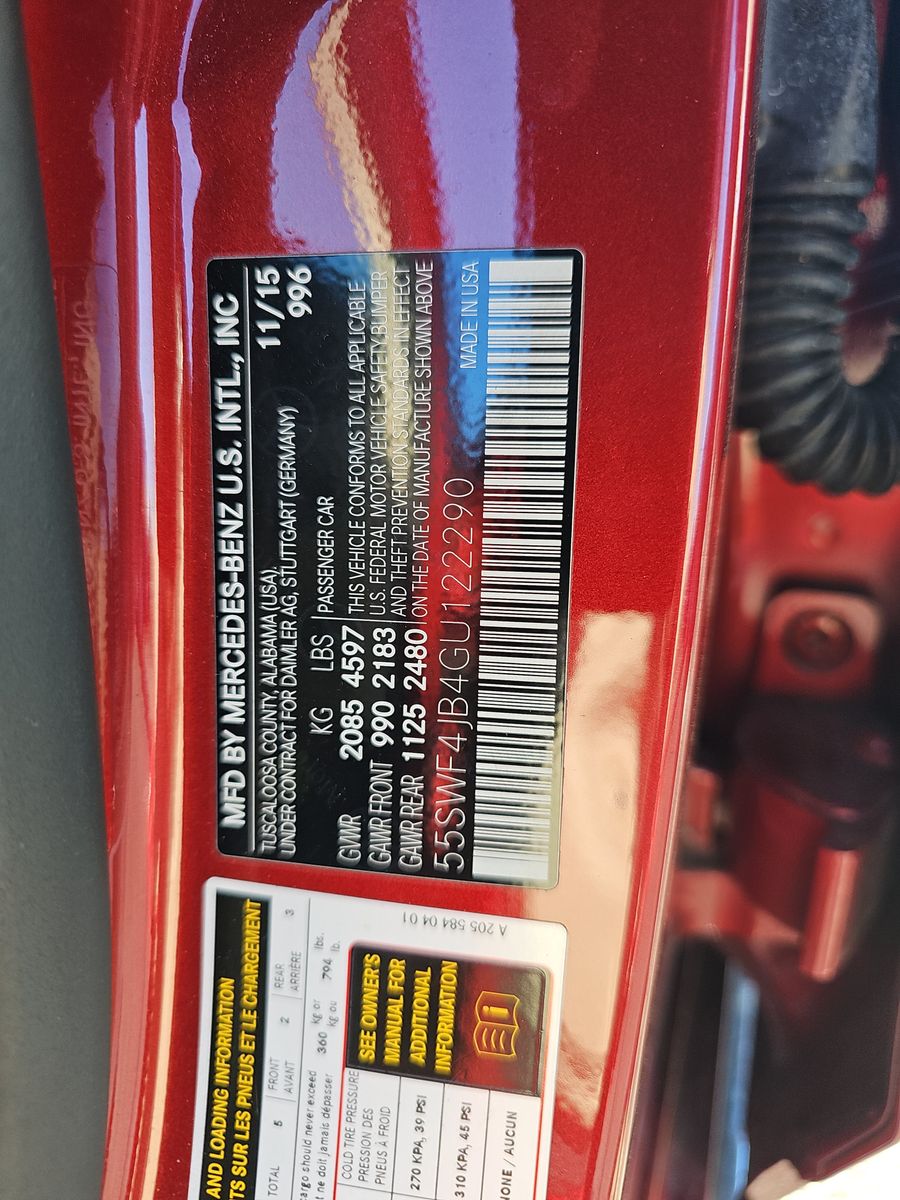 MFD BY MERCEDES-BENZ U.S. INTL., INC
TUSCALOOSA COUNTY, ALABAMA (USA), 11/15
UNDER CONTRACT FOR DAIMLER AG, STUTTGART (GERMANY) 996
KG LBS PASSENGER CAR
GVWR 2085 4597 THIS VEHICLE CONFORMS TO ALL APPLICABLE
GAWR FRONT 990 2183 U.S. FEDERAL MOTOR VEHICLE SAFETY, BUMPER
GAWR REAR 1125 2480 AND THEFT PREVENTION STANDARDS IN EFFECT
ON THE DATE OF MANUFACTURE SHOWN ABOVE
55SWF4JB4GU122290 MADE IN USA
AND LOADING INFORMATION
TS SUR LES PNEUS ET LE CHARGEMENT
TOTAL 5 FRONT 2 REAR 3
AVANT ARRIÈRE
argo should never exceed 360 kg or 794 lbs.
t ne doit jamais dépasser kg ou lb.
COLD TIRE PRESSURE
PRESSION DES
PNEUS À FROID
270 KPA, 39 PSI
310 KPA, 45 PSI
IONE / AUCUN
SEE OWNER'S
MANUAL FOR
ADDITIONAL
INFORMATION
i
A 205 584 04 01